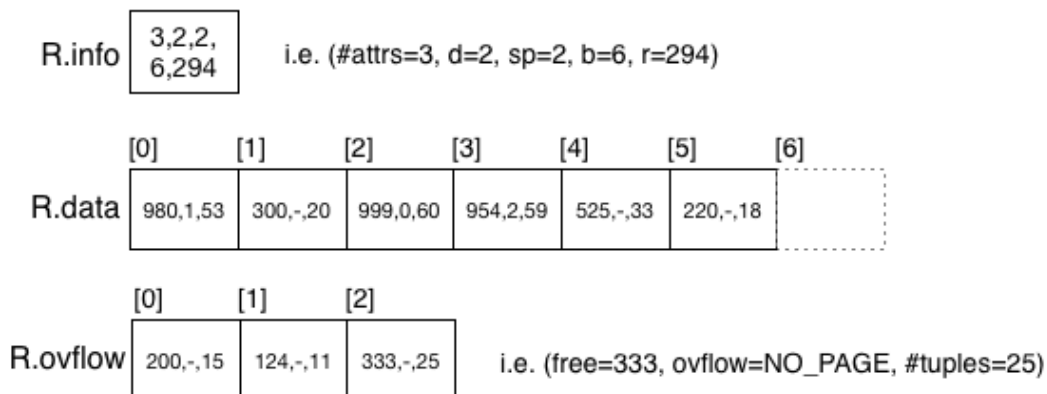 R.info 3,2,2, i.e. (#attrs=3, d=2, sp=2, b=6, r=294)
6,294
[0] [1] [2] [3] [4] [5] [6]
R.data 980,1,53 300,-,20 999,0,60 954,2,59 525,-,33 220,-,18
[0] [1] [2]
R.ovflow 200,-,15 124,-,11 333,-,25 i.e. (free=333, ovflow=NO_PAGE, #tuples=25)